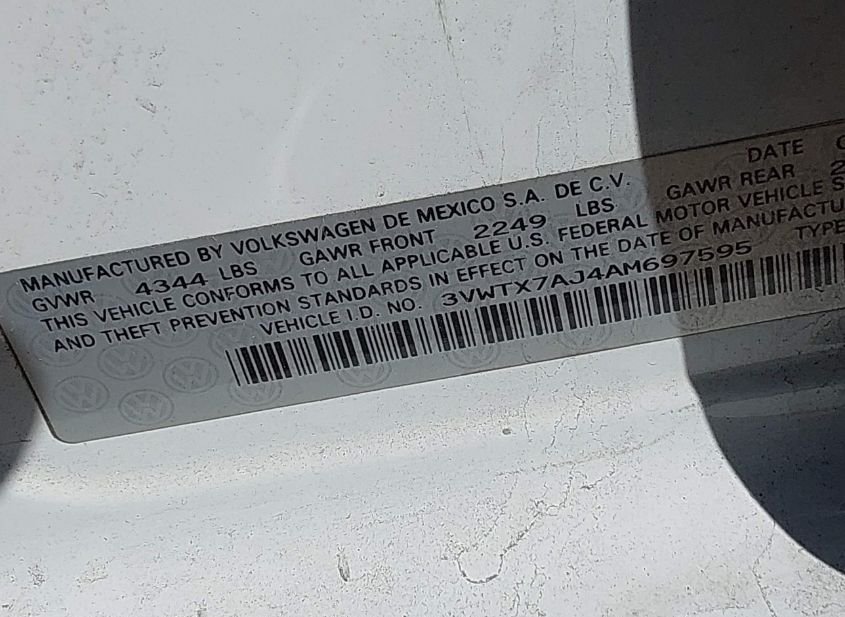 DATE
MANUFACTURED BY VOLKSWAGEN DE MEXICO S.A. DE C.V.
GVWR 4344 LBS GAWR FRONT 2249 LBS GAWR REAR 2
THIS VEHICLE CONFORMS TO ALL APPLICABLE U.S. FEDERAL MOTOR VEHICLE S
AND THEFT PREVENTION STANDARDS IN EFFECT ON THE DATE OF MANUFACTU
VEHICLE I.D. NO. 3VWTX7AJ4AM697595 TYPE